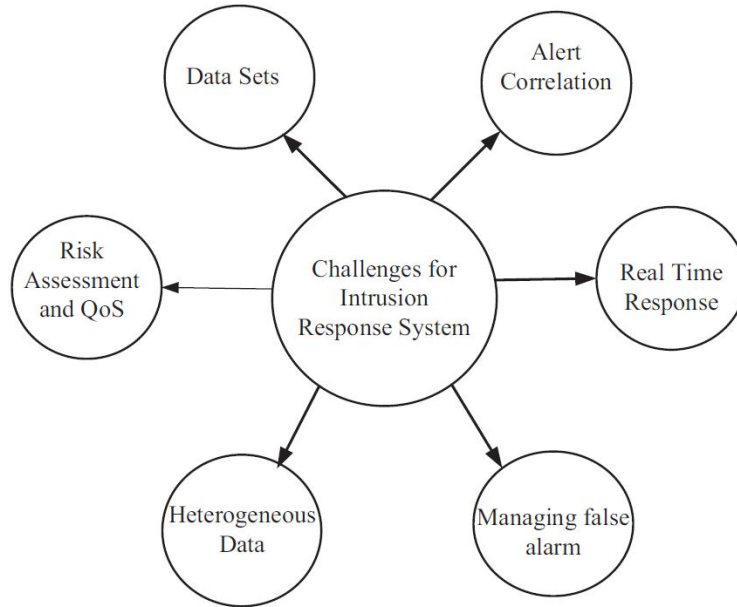 Data Sets
Alert
Correlation
Risk
Assessment
and QoS
Challenges for
Intrusion
Response System
Real Time
Response
Heterogeneous
Data
Managing false
alarm